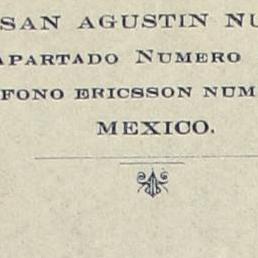 SAN AGUSTIN NU
APARTADO NUMERO
FONO ERICSSON NUM
MEXICO.